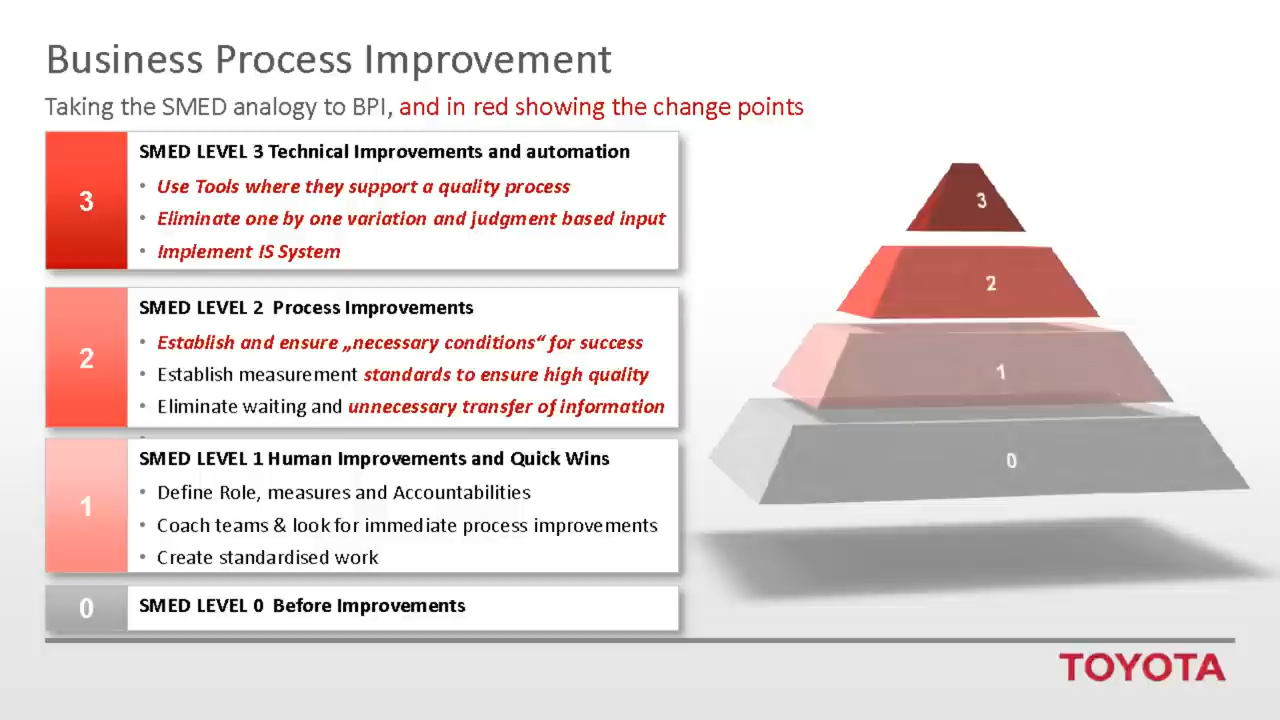 Business Process Improvement
Taking the SMED analogy to BPI, and in red showing the change points
3
SMED LEVEL 3 Technical Improvements and automation
• Use Tools where they support a quality process
• Eliminate one by one variation and judgment based input
• Implement IS System
2
SMED LEVEL 2 Process Improvements
• Establish and ensure „necessary conditions“ for success
• Establish measurement standards to ensure high quality
• Eliminate waiting and unnecessary transfer of information
1
SMED LEVEL 1 Human Improvements and Quick Wins
• Define Role, measures and Accountabilities
• Coach teams & look for immediate process improvements
• Create standardised work
0
SMED LEVEL 0 Before Improvements
3
2
1
0
TOYOTA